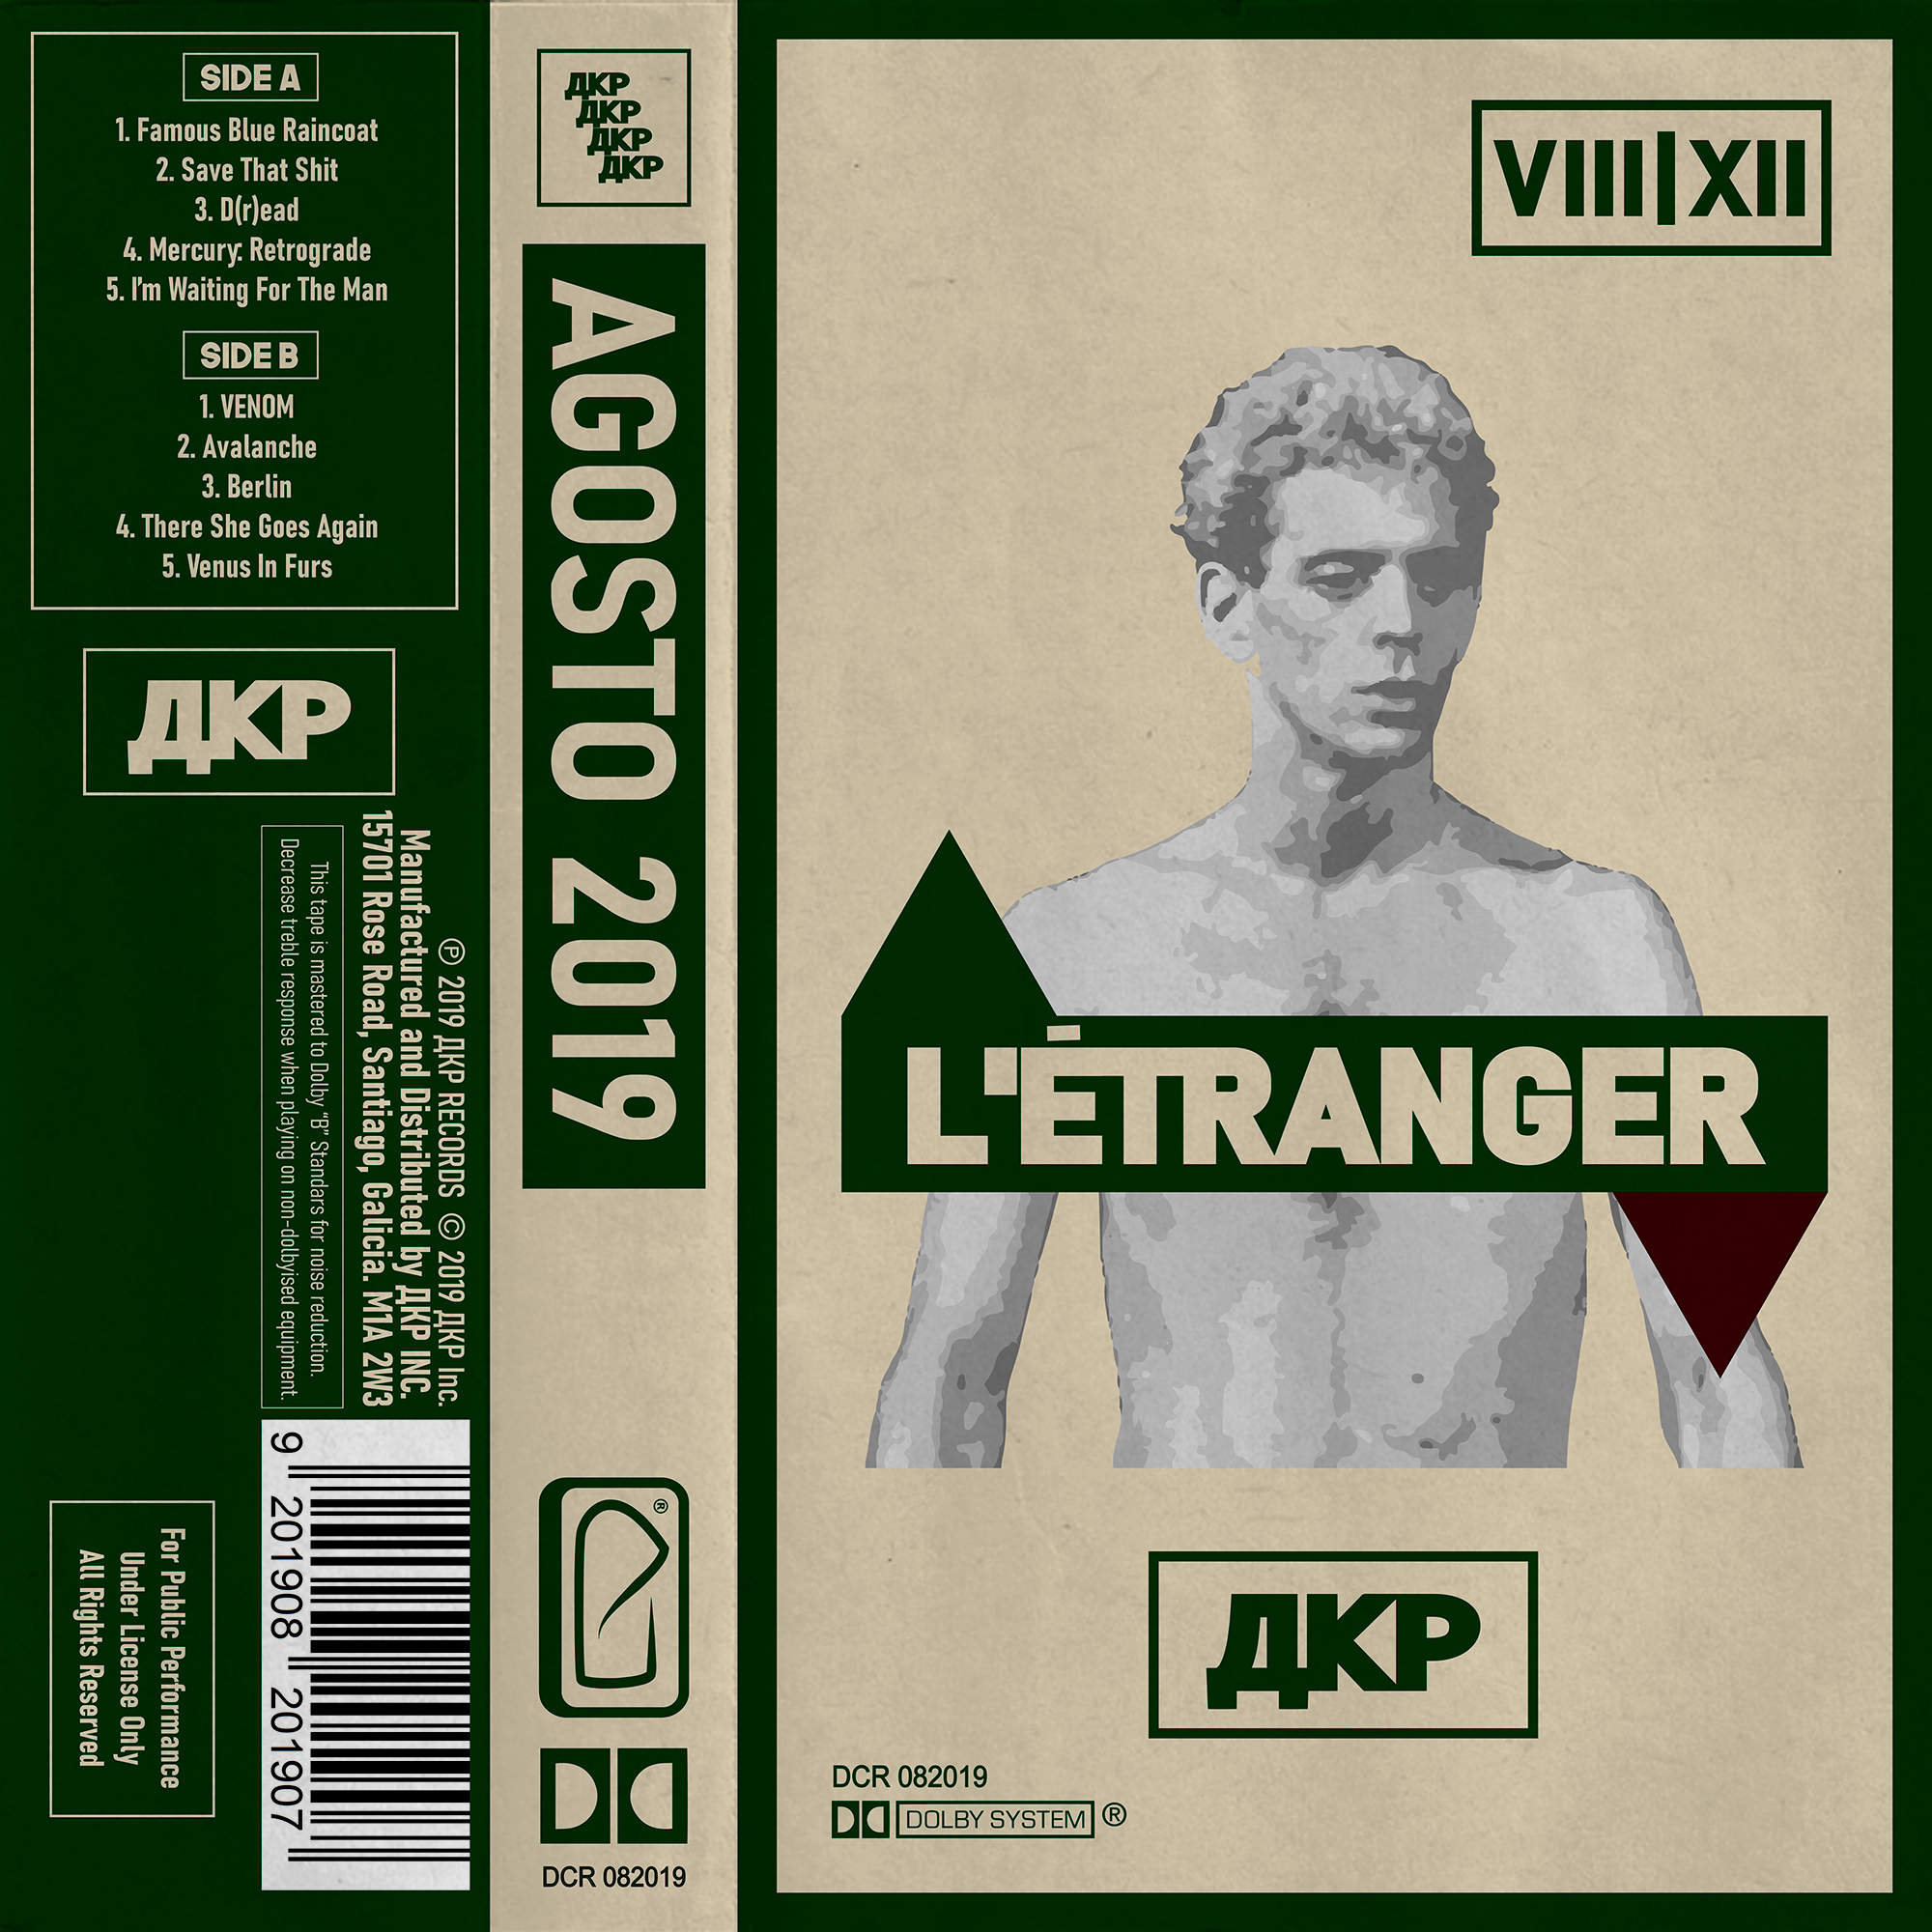 SIDE A
1. Famous Blue Raincoat
2. Save That Shit
3. D(r)ead
4. Mercury: Retrograde
5. I'm Waiting For The Man
SIDE B
1. VENOM
2. Avalanche
3. Berlin
4. There She Goes Again
5. Venus In Furs
ДКР
Ⓟ 2019 ДКР RECORDS © 2019 ДКР Inc.
Manufactured and Distributed by ДКР INC.
15701 Rose Road, Santiago, Galicia. M1A 2W3
This tape is mastered to Dolby "B" Standars for noise reduction.
Decrease treble response when playing on non-dolbyised equipment.
9 201908 201907
For Public Performance
Under License Only
All Rights Reserved
ДКР
ДКР
ДКР
ДКР
AGOSTO 2019
®
DCR 082019
VIII|XII
L'ÉTRANGER
ДКР
DCR 082019
DOLBY SYSTEM ®